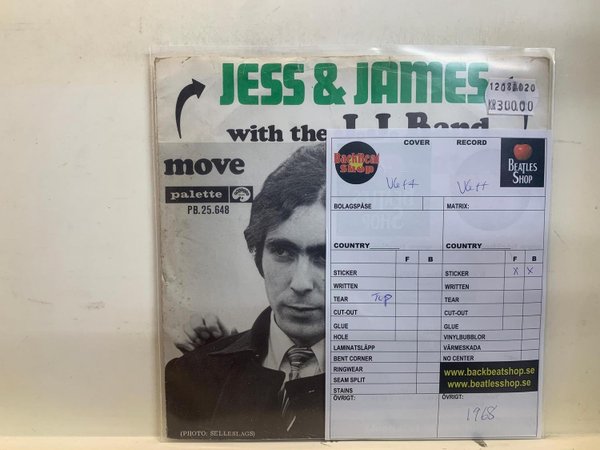 JESS & JAMES
12080020
KR300.00
with the J.J. Band
move
palette
PB.25.648
COVER
RECORD
BackBeat
Shop
BEATLES
SHOP
VG++
BOLAGSPÅSE
MATRIX:
COUNTRY
COUNTRY
F B
F B
STICKER
STICKER X X
WRITTEN
WRITTEN
TEAR Top
TEAR
CUT-OUT
CUT-OUT
GLUE
GLUE
HOLE
VINYLBUBBLOR
LAMINATSLÄPP
VÄRMESKADA
BENT CORNER
NO CENTER
RINGWEAR
SEAM SPLIT
STAINS
www.backbeatshop.se
www.beatlesshop.se
ÖVRIGT:
ÖVRIGT:
1968
(PHOTO: SELLESLAGS)